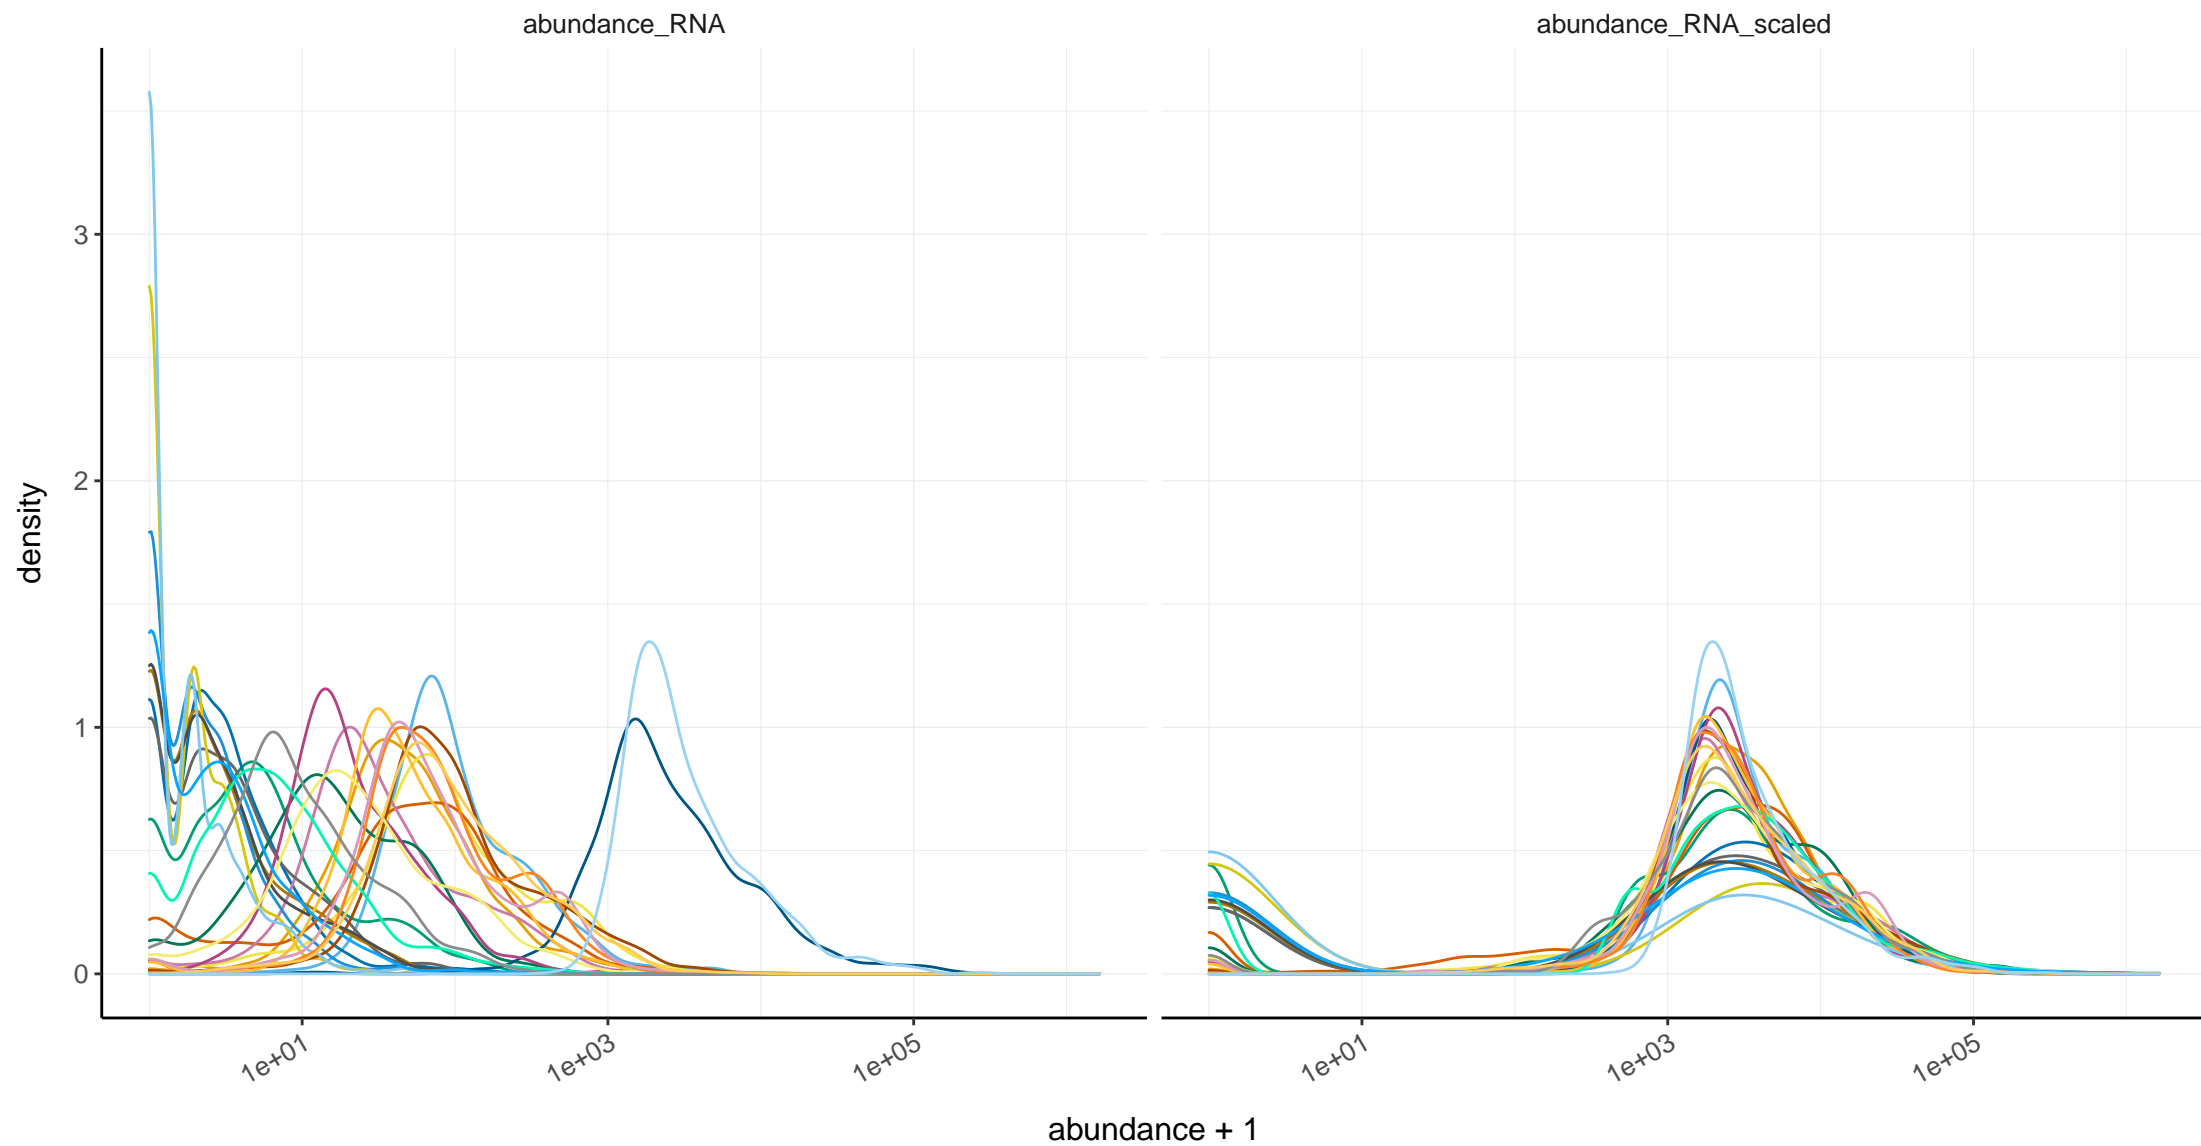 abundance_RNA
abundance_RNA_scaled
density
3
2
1
0
1e+01
1e+03
1e+05
1e+01
1e+03
1e+05
abundance + 1